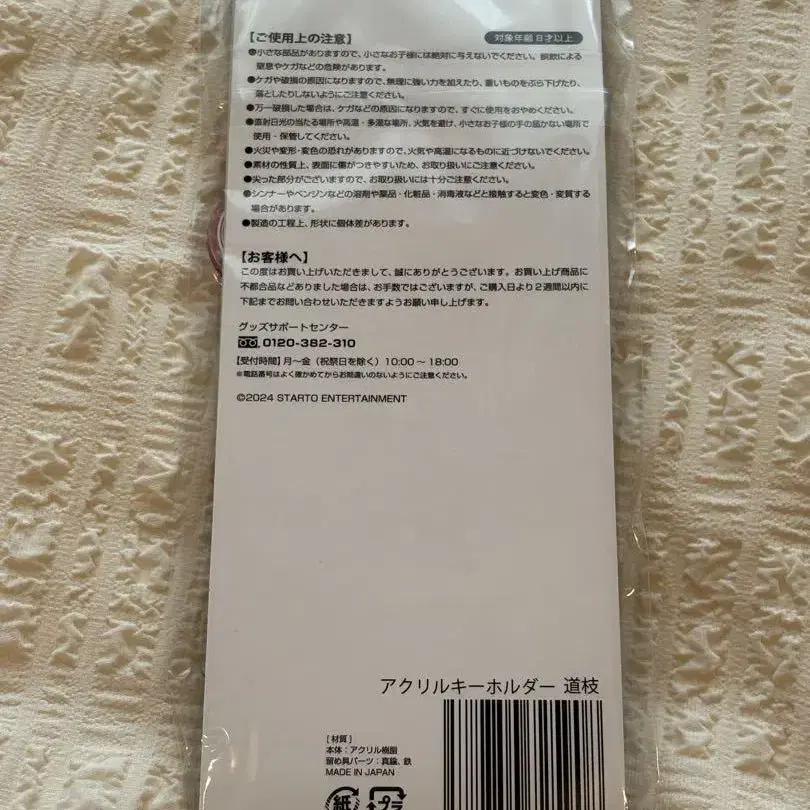 【ご使用上の注意】
対象年齢8才以上
●小さな部品がありますので、小さなお子様には絶対に与えないでください。誤飲による
窒息やケガなどの危険があります。
●ケガや破損の原因になりますので、無理に強い力を加えたり、重いものをぶら下げたり、
落としたりしないようにご注意ください。
●万一破損した場合は、ケガなどの原因になりますので、すぐに使用をおやめください。
●直射日光の当たる場所や高温・多湿な場所、火気を避け、小さなお子様の手の届かない場所で
使用・保管してください。
●火災や変形・変色の恐れがありますので、火気や高温になるものに近づけないでください。
●素材の性質上、表面に傷がつきやすいため、お取り扱いにご注意ください。
●尖った部分がございますので、お取り扱いには十分ご注意ください。
●シンナーやベンジンなどの溶剤や薬品・化粧品・消毒液などと接触すると変色・変質する
場合があります。
●製造の工程上、形状に個体差があります。
【お客様へ】
この度はお買い上げいただきまして、誠にありがとうございます。お買い上げ商品に
不都合品などありました場合は、お手数ではございますが、ご購入日より2週間以内に
下記までお問い合わせいただきますようお願い申し上げます。
グッズサポートセンター
0120-382-310
【受付時間】月〜金（祝祭日を除く）10:00〜18:00
※電話番号はよく確かめてからお間違いのないようにご注意ください。
©2024 STARTO ENTERTAINMENT
アクリルキーホルダー 道枝
[材質]
本体：アクリル樹脂
留め具パーツ：真鍮、鉄
MADE IN JAPAN
紙 プラ